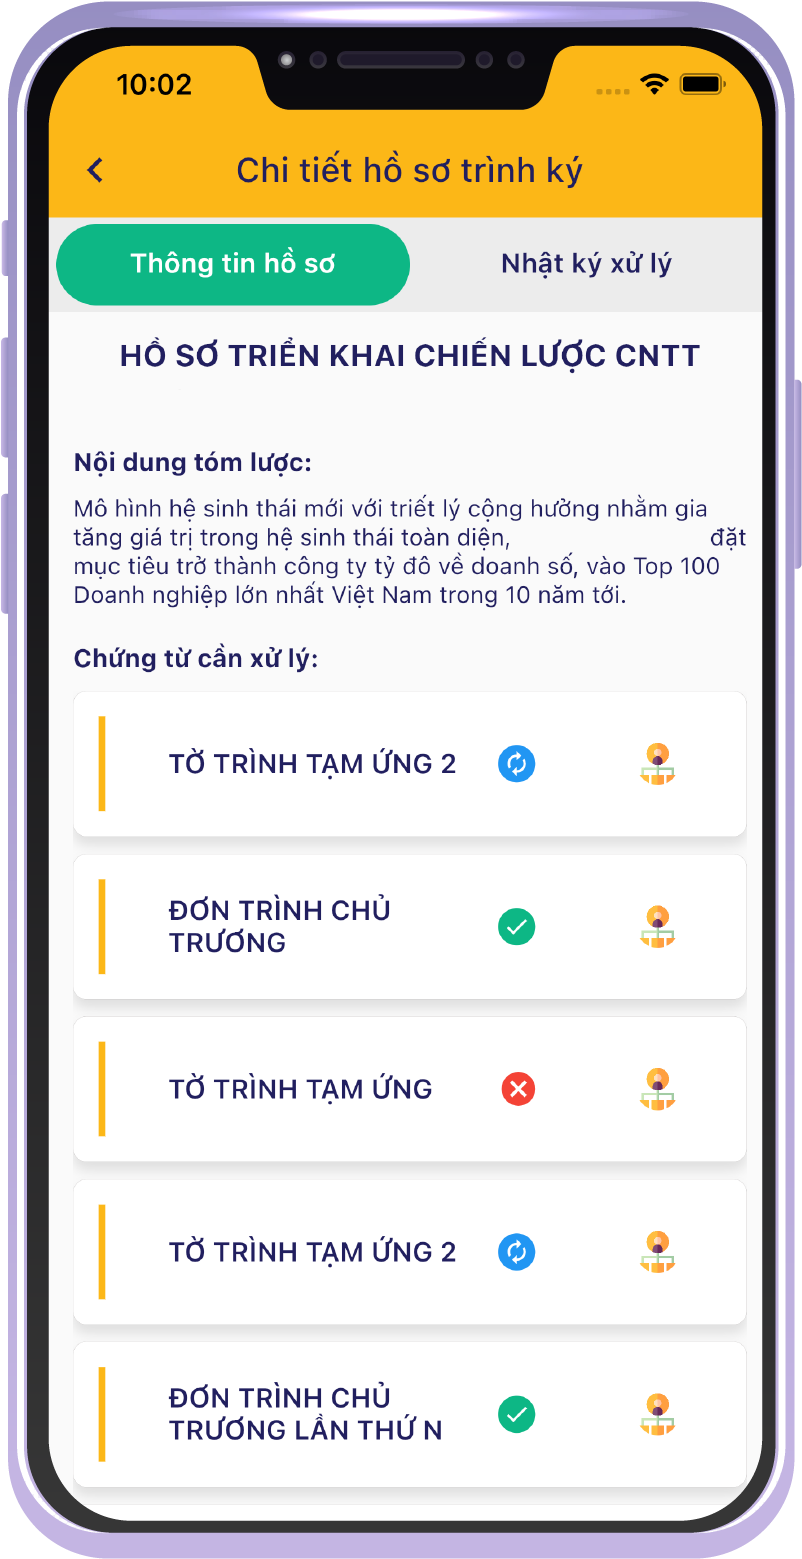 10:02
Chi tiết hồ sơ trình ký
Thông tin hồ sơ
Nhật ký xử lý
HỒ SƠ TRIỂN KHAI CHIẾN LƯỢC CNTT
Nội dung tóm lược:
Mô hình hệ sinh thái mới với triết lý cộng hưởng nhằm gia
tăng giá trị trong hệ sinh thái toàn diện, đặt
mục tiêu trở thành công ty tỷ đô về doanh số, vào Top 100
Doanh nghiệp lớn nhất Việt Nam trong 10 năm tới.
Chứng từ cần xử lý:
TỜ TRÌNH TẠM ỨNG 2
ĐƠN TRÌNH CHỦ
TRƯƠNG
TỜ TRÌNH TẠM ỨNG
TỜ TRÌNH TẠM ỨNG 2
ĐƠN TRÌNH CHỦ
TRƯƠNG LẦN THỨ N